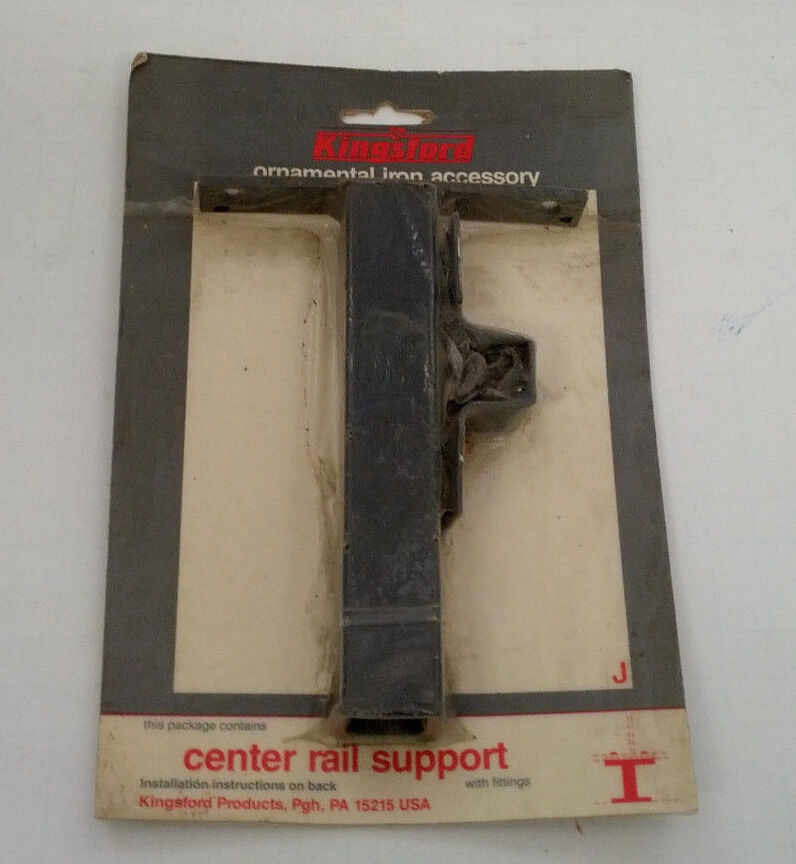 Kingsford
ornamental iron accessory
J
this package contains
center rail support
Installation instructions on back with fittings
Kingsford Products, Pgh, PA 15215 USA